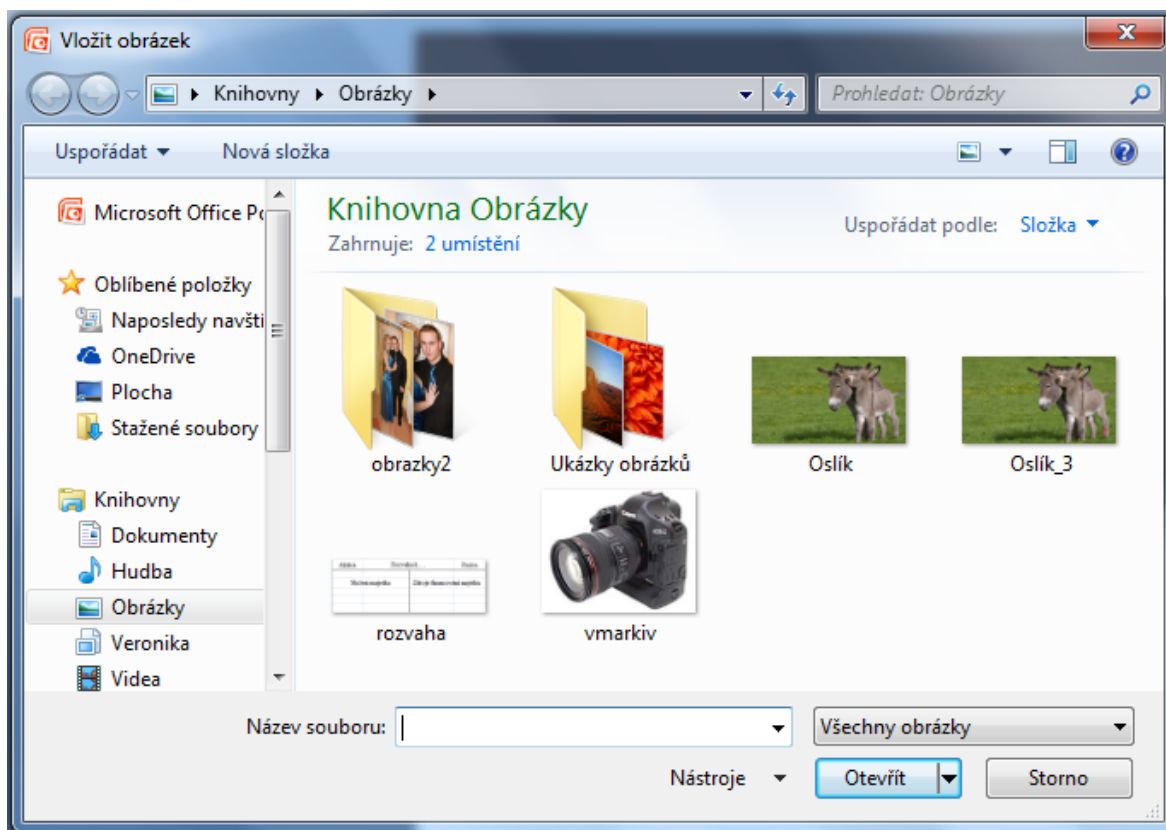 Vložit obrázek
Knihovny Obrázky
Prohledat: Obrázky
Uspořádat
Nová složka
Microsoft Office Po
Oblíbené položky
Naposledy navšti
OneDrive
Plocha
Stažené soubory
Knihovny
Dokumenty
Hudba
Obrázky
Veronika
Videa
Knihovna Obrázky
Zahrnuje: 2 umístění
Uspořádat podle: Složka
obrazky2
Ukázky obrázků
Oslík
Oslík_3
rozvaha
vmarkiv
Název souboru:
Všechny obrázky
Nástroje
Otevřít
Storno